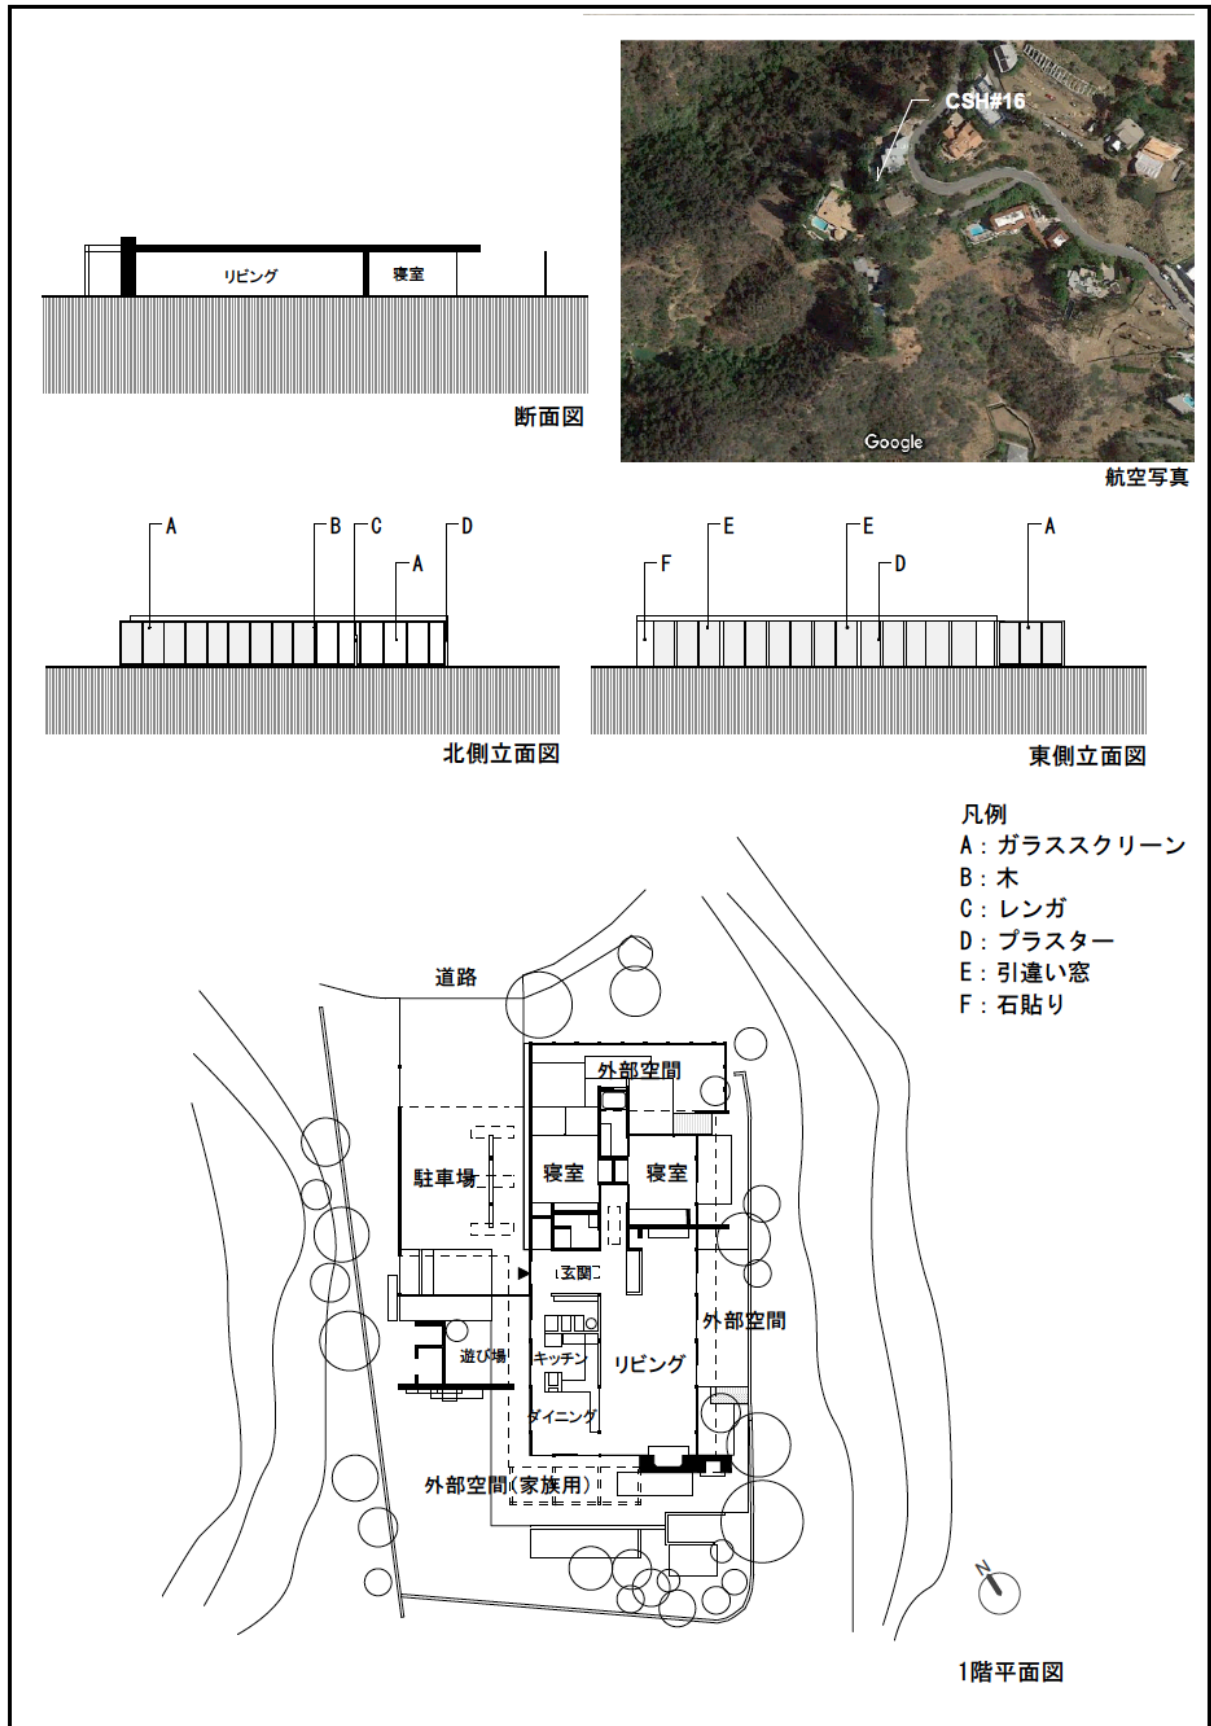 CSH#16
Google
航空写真
リビング
寝室
断面図
A
B
C
D
A
北側立面図
E
E
A
F
D
東側立面図
凡例
A：ガラススクリーン
B：木
C：レンガ
D：プラスター
E：引違い窓
F：石貼り
道路
外部空間
駐車場
寝室
寝室
玄関
外部空間
遊び場
キッチン
リビング
ダイニング
外部空間(家族用)
N
1階平面図